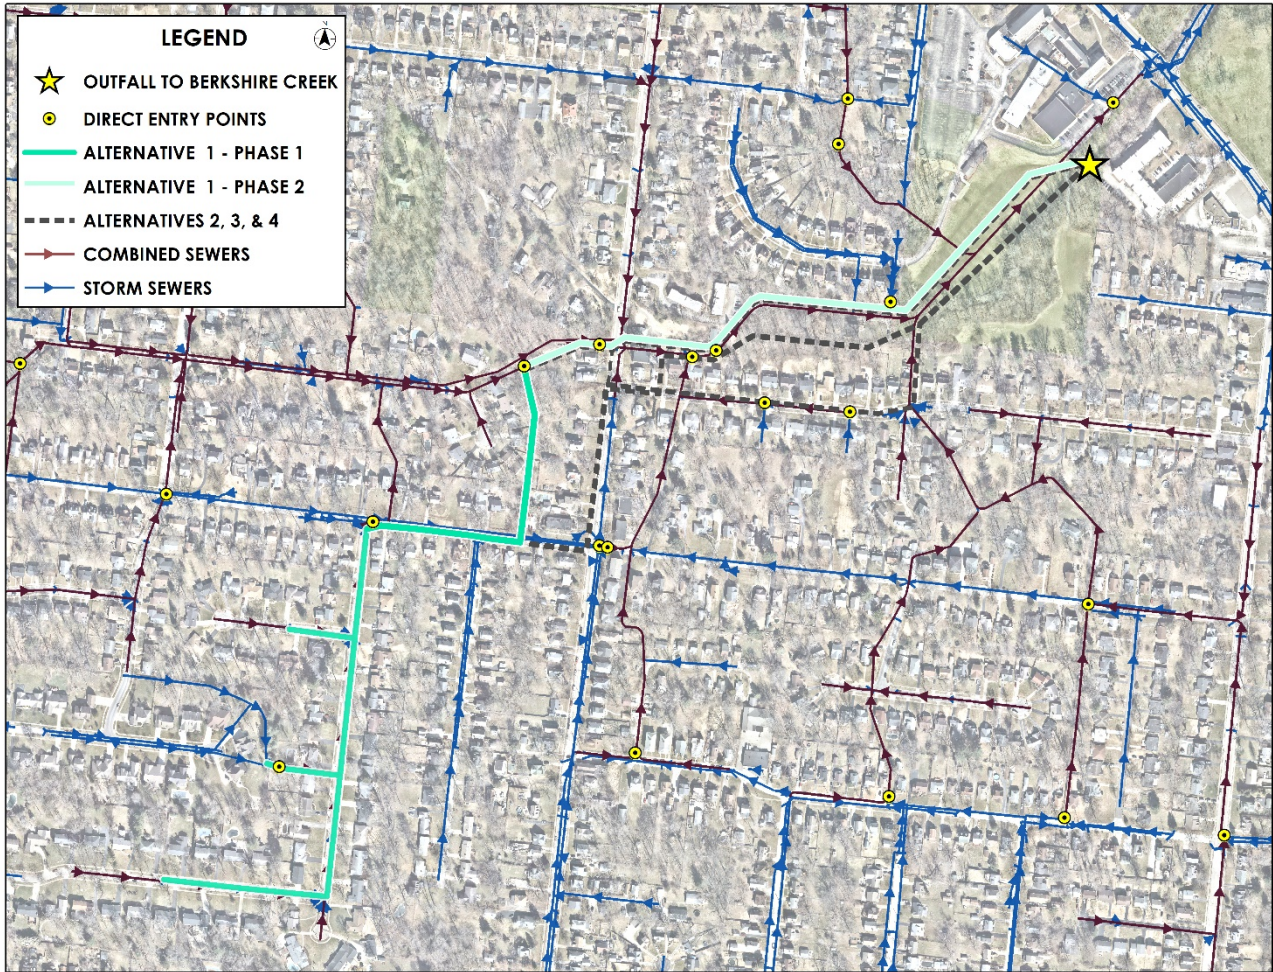 LEGEND
OUTFALL TO BERKSHIRE CREEK
DIRECT ENTRY POINTS
ALTERNATIVE 1 - PHASE 1
ALTERNATIVE 1 - PHASE 2
ALTERNATIVES 2, 3, & 4
COMBINED SEWERS
STORM SEWERS